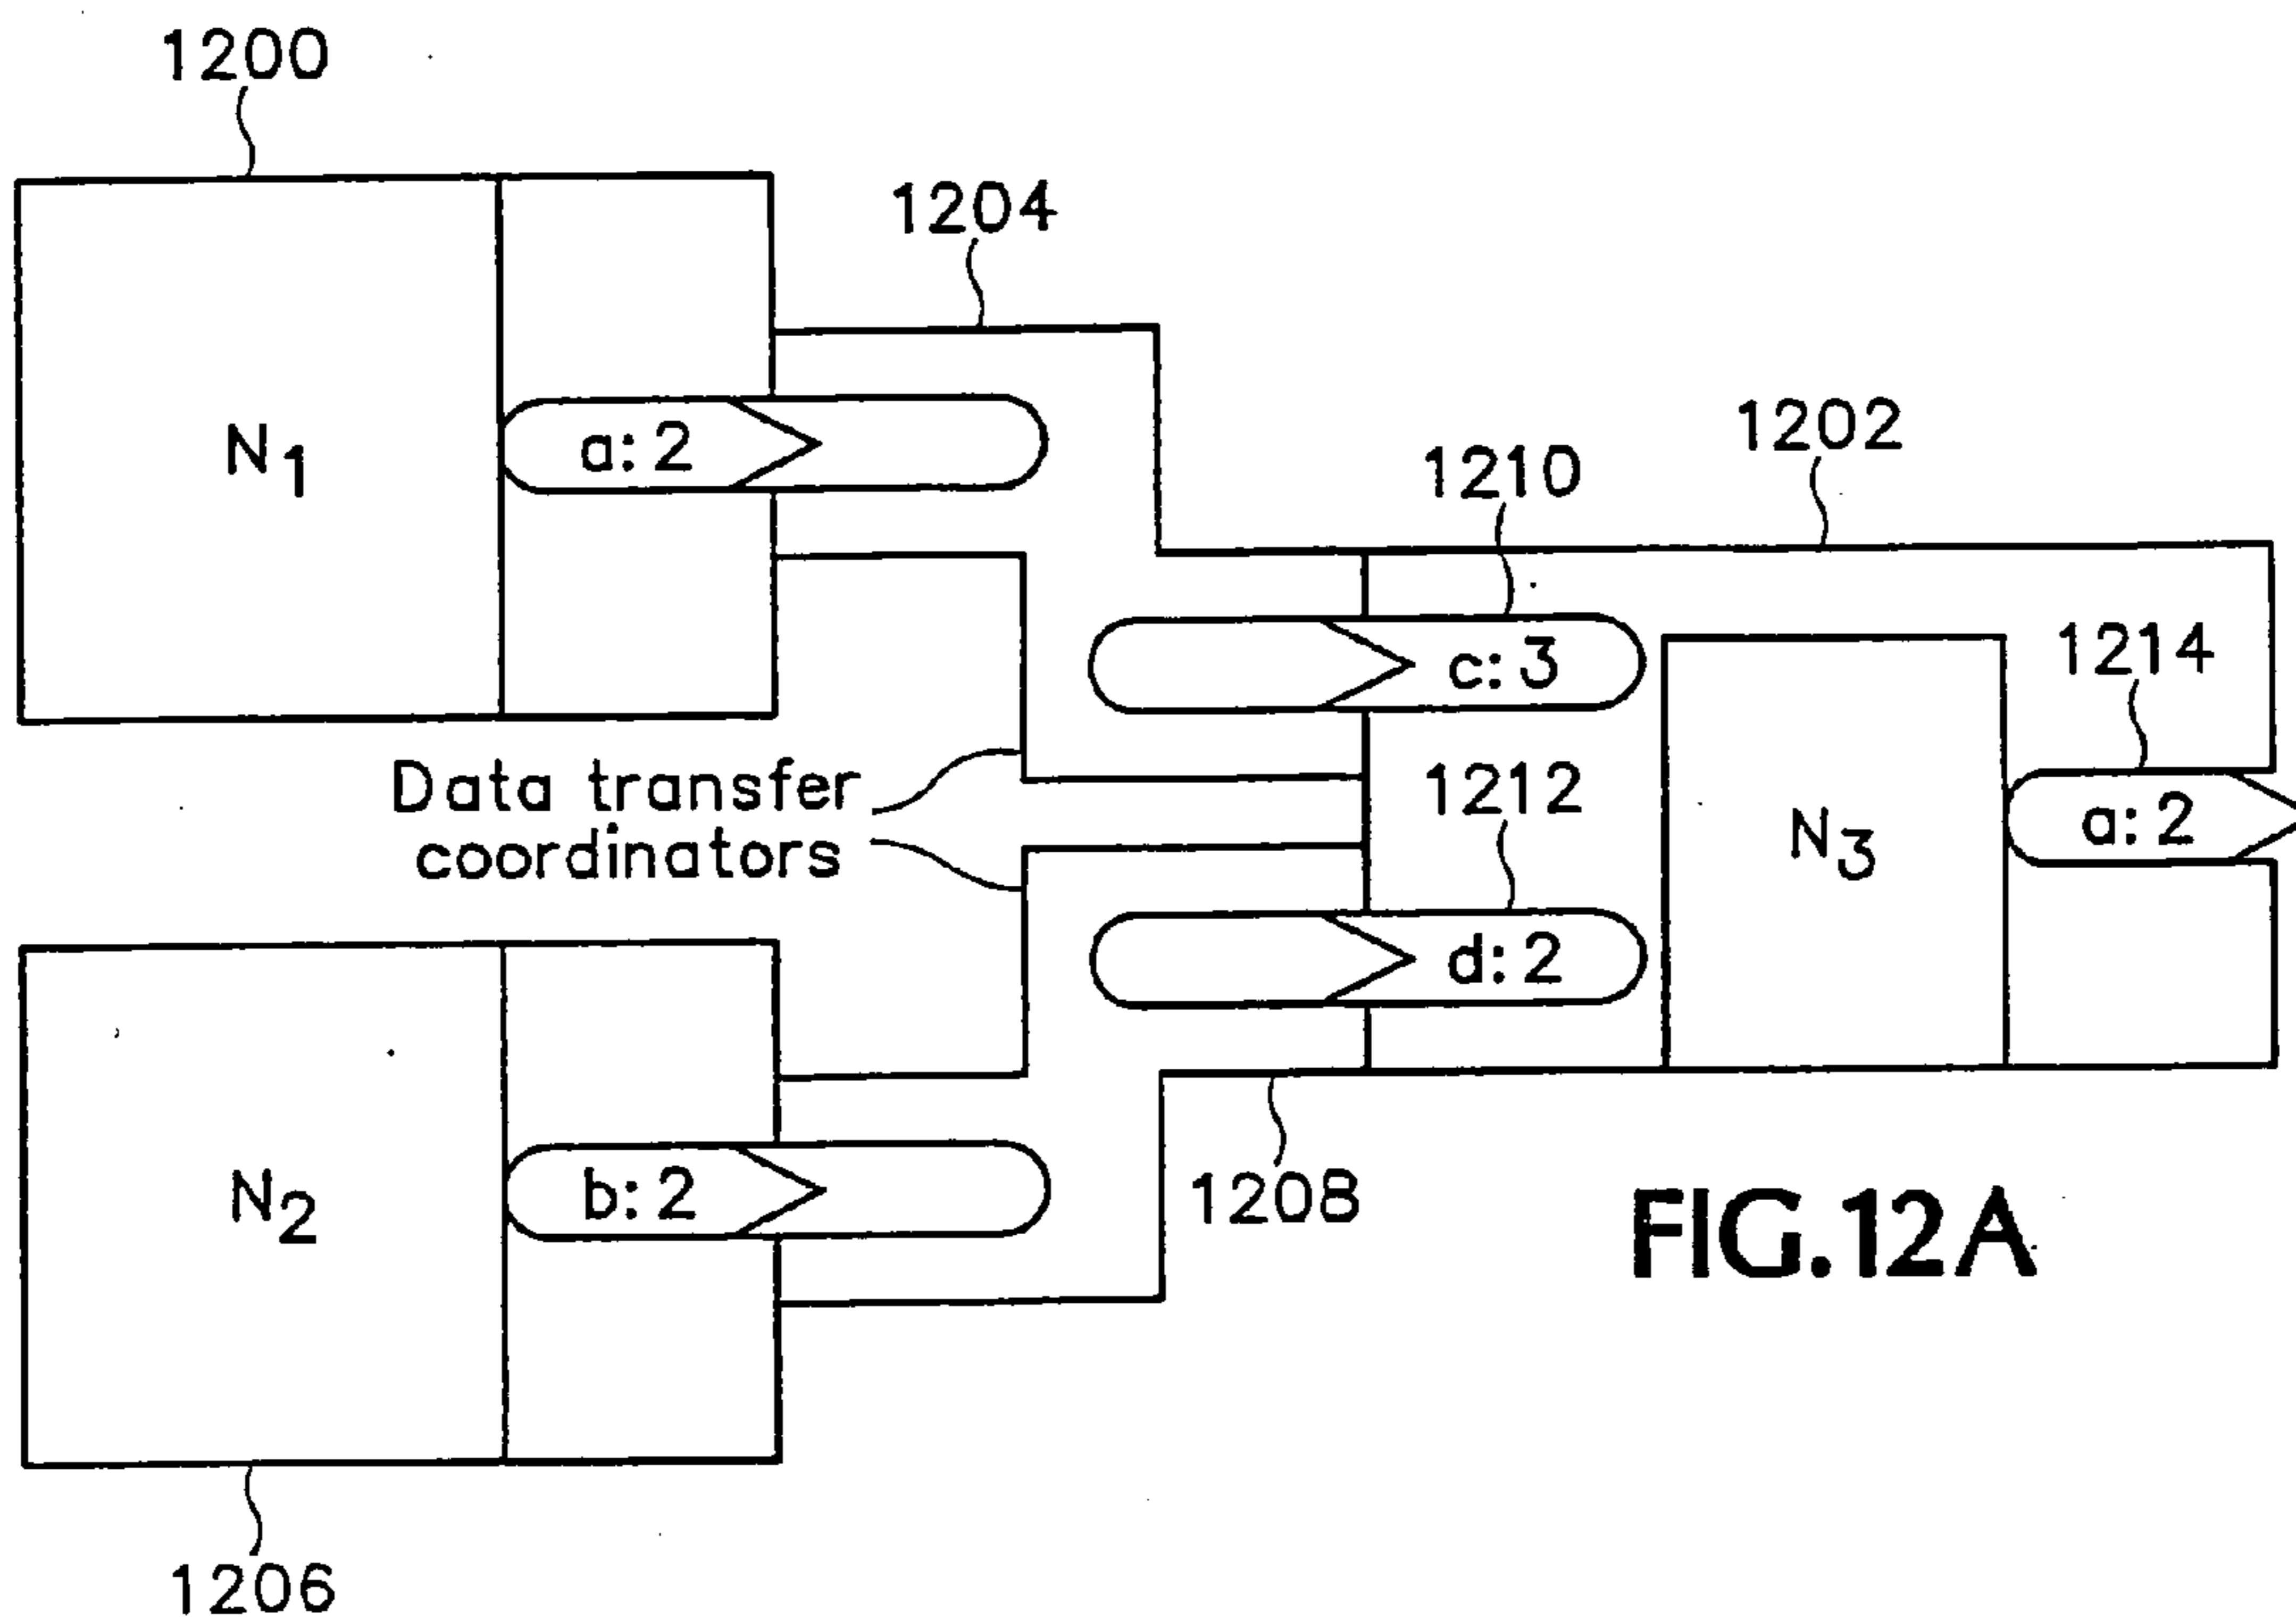 1200
1204
1202
1210
N1
a: 2
c: 3
1214
Data transfer
coordinators
1212
N3
a: 2
d: 2
N2
b: 2
1208
FIG.12A
1206